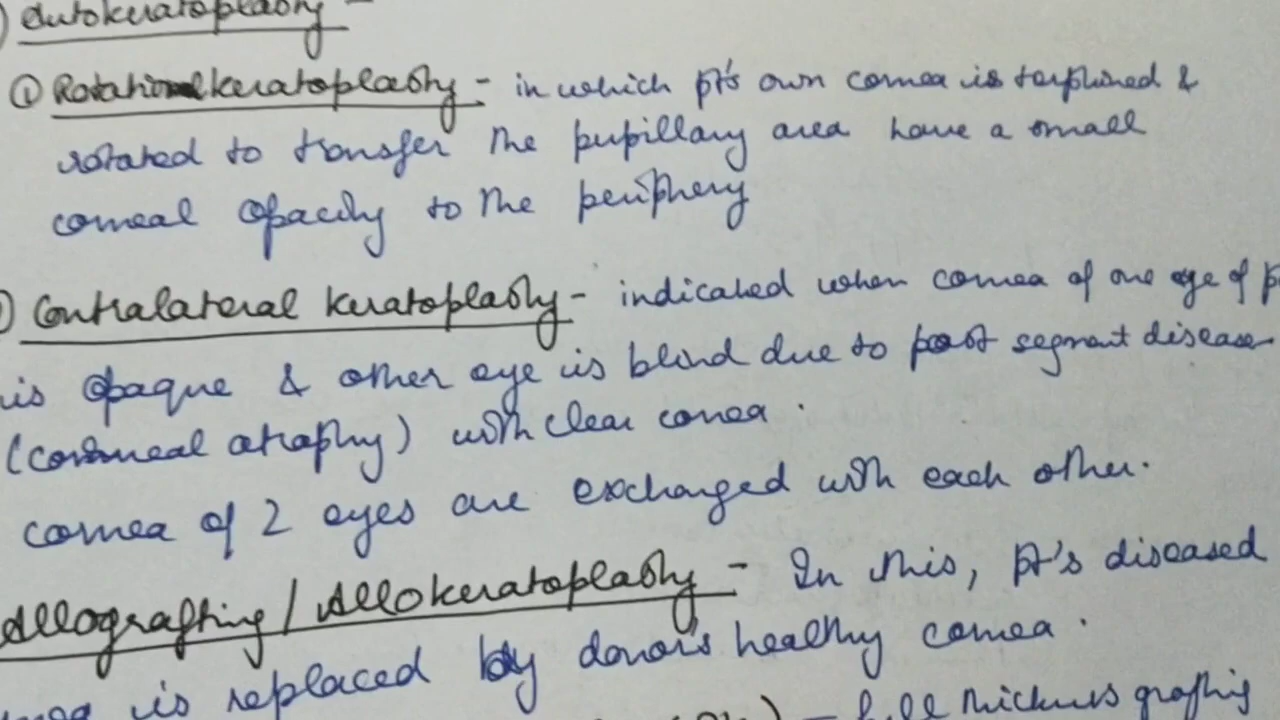 ) Autokeratoplasty -
① Rotational keratoplasty - in which pt's own cornea is trephined &
rotated to transfer the pupillary area have a small
corneal opacity to the periphery
) Contralateral keratoplasty - indicated when cornea of one eye of p
is opaque & other eye is blind due to post segment disease
(corneal atrophy) with clear cornea.
cornea of 2 eyes are exchanged with each other.
Allografting / Allokeratoplasty - In this, pt's diseased
is replaced by donor's healthy cornea.
) - full thickness grafting